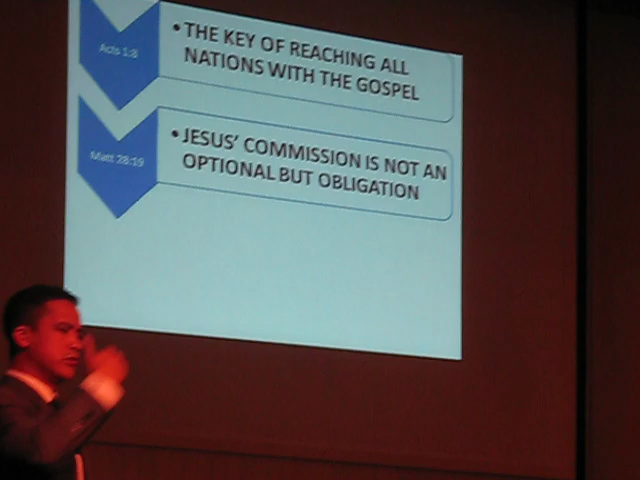 Acts 1:8
• THE KEY OF REACHING ALL
NATIONS WITH THE GOSPEL
Matt 28:19
• JESUS' COMMISSION IS NOT AN
OPTIONAL BUT OBLIGATION